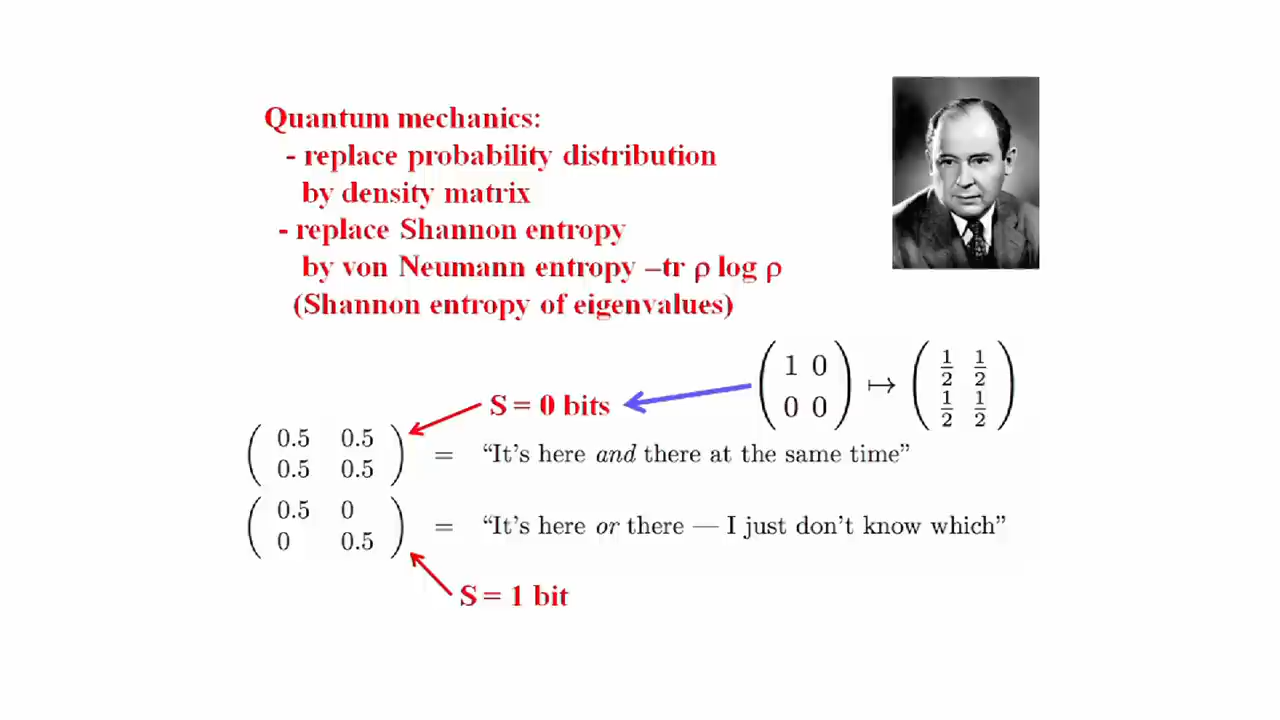 Quantum mechanics:
- replace probability distribution
by density matrix
- replace Shannon entropy
by von Neumann entropy –tr ρ log ρ
(Shannon entropy of eigenvalues)
( 1 0
0 0 ) ↦ ( 1/2 1/2
1/2 1/2 )
S = 0 bits
( 0.5 0.5
0.5 0.5 ) = “It’s here and there at the same time”
( 0.5 0
0 0.5 ) = “It’s here or there — I just don’t know which”
S = 1 bit